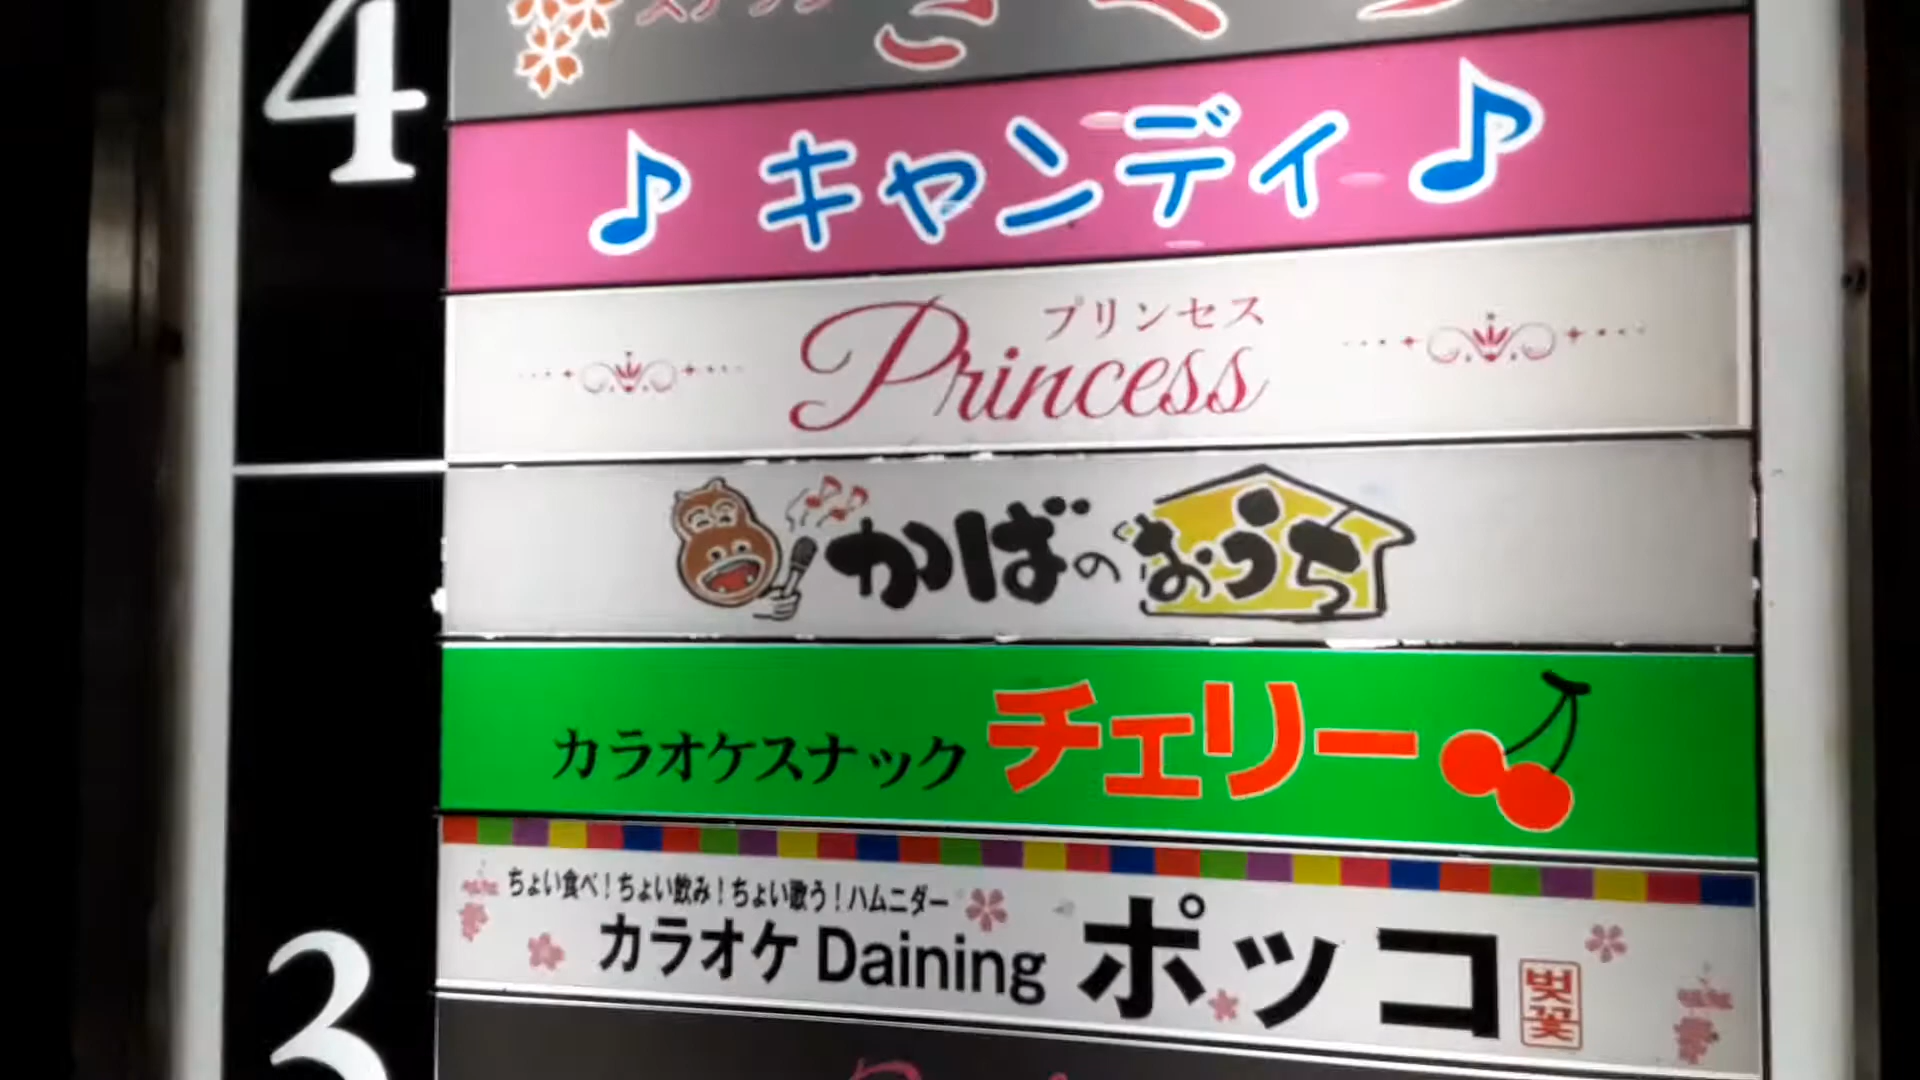 4
キャンディ
プリンセス
Princess
かばのおうち
カラオケスナック チェリー
ちょい食べ!ちょい飲み!ちょい歌う!ハムニダー
カラオケ Daining ポッコ
벚꽃
3